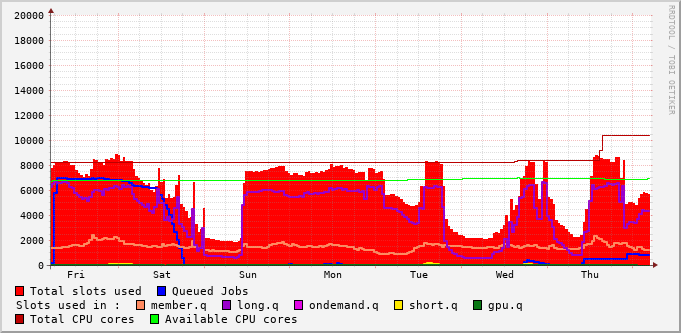 20000
18000
16000
14000
12000
10000
8000
6000
4000
2000
0
Fri Sat Sun Mon Tue Wed Thu
Total slots used Queued Jobs
Slots used in : member.q long.q ondemand.q short.q gpu.q
Total CPU cores Available CPU cores
RRDTOOL / TOBI OETIKER